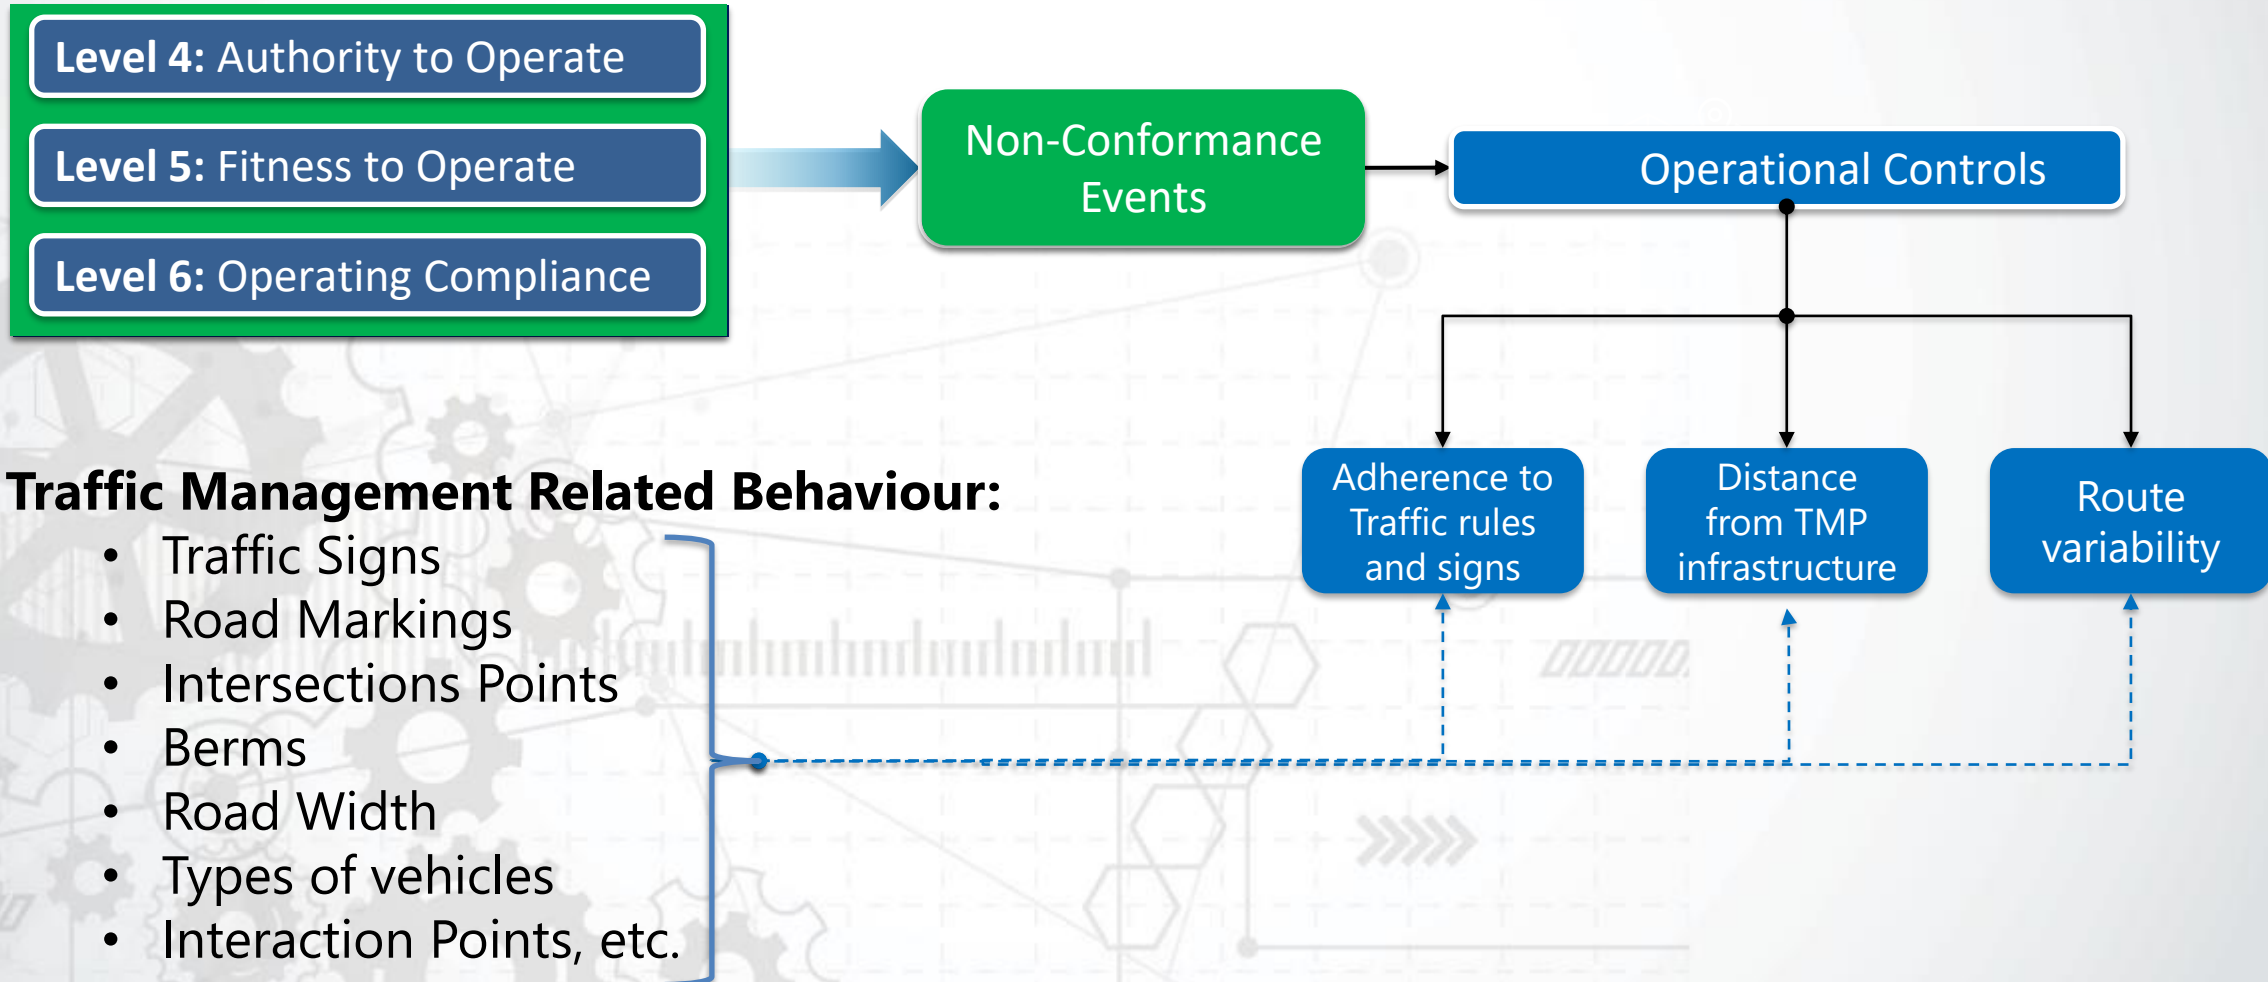 Level 4: Authority to Operate
Level 5: Fitness to Operate
Level 6: Operating Compliance
Non-Conformance
Events
Operational Controls
Adherence to
Traffic rules
and signs
Distance
from TMP
infrastructure
Route
variability
Traffic Management Related Behaviour:
• Traffic Signs
• Road Markings
• Intersections Points
• Berms
• Road Width
• Types of vehicles
• Interaction Points, etc.